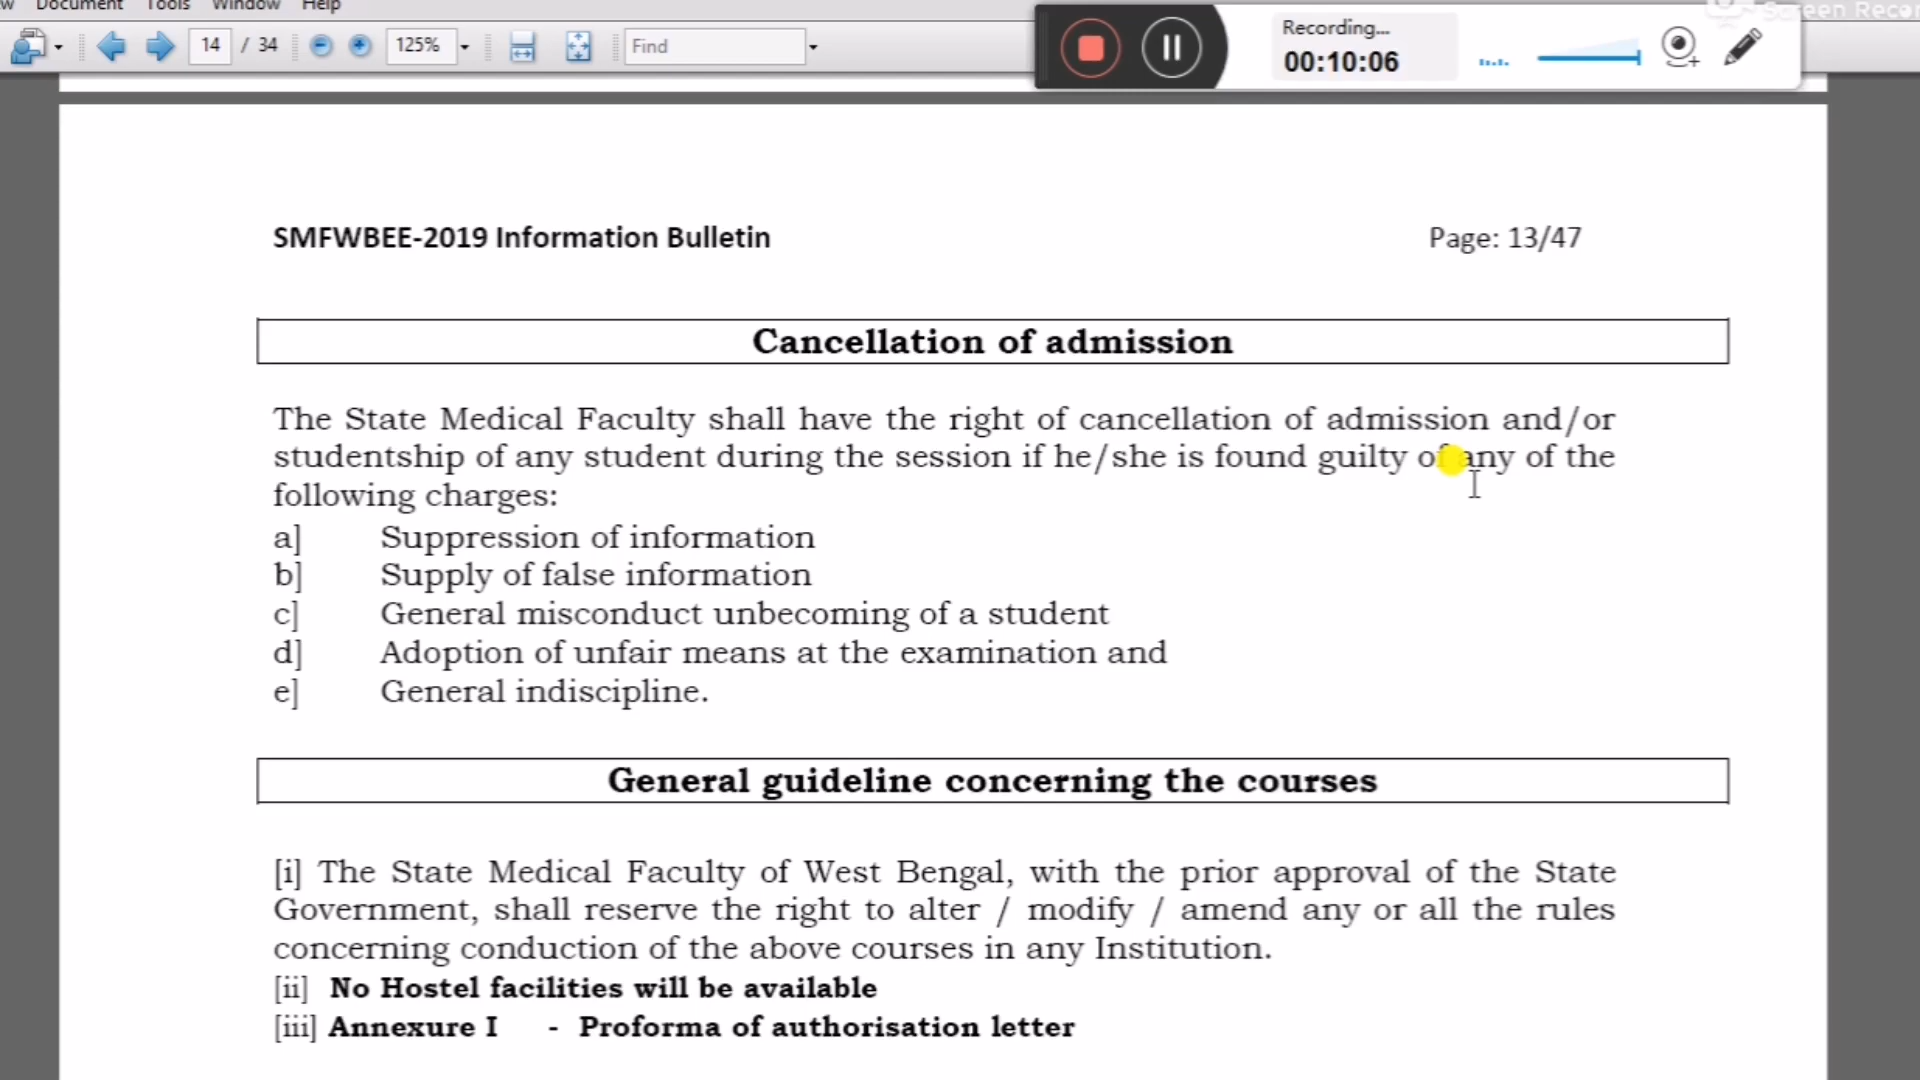 Document Tools Window Help
14 / 34 125% Find
Recording...
00:10:06
Screen Recor
SMFWBEE-2019 Information Bulletin Page: 13/47
Cancellation of admission
The State Medical Faculty shall have the right of cancellation of admission and/or
studentship of any student during the session if he/she is found guilty of any of the
following charges:
a] Suppression of information
b] Supply of false information
c] General misconduct unbecoming of a student
d] Adoption of unfair means at the examination and
e] General indiscipline.
General guideline concerning the courses
[i] The State Medical Faculty of West Bengal, with the prior approval of the State
Government, shall reserve the right to alter / modify / amend any or all the rules
concerning conduction of the above courses in any Institution.
[ii] No Hostel facilities will be available
[iii] Annexure I - Proforma of authorisation letter